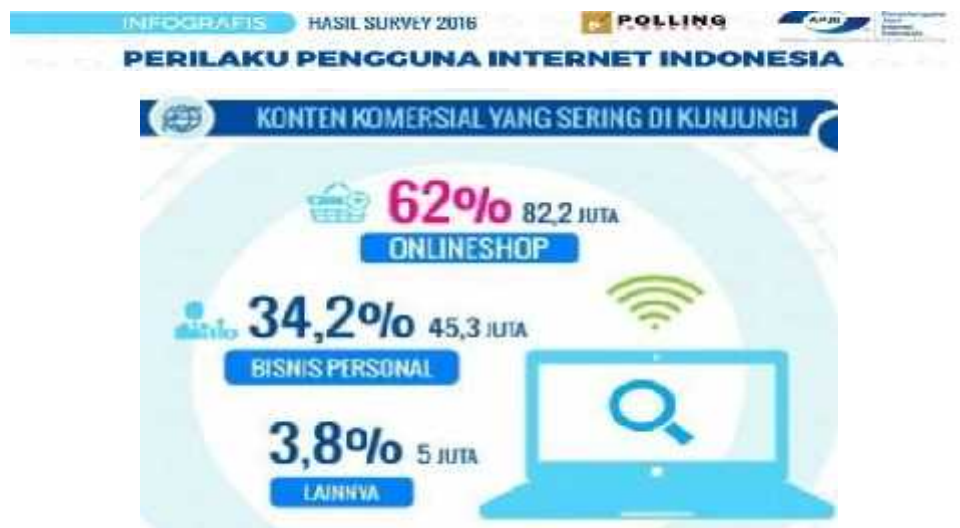 INFOGRAFIS HASIL SURVEY 2016 POLLING
PERILAKU PENGGUNA INTERNET INDONESIA
KONTEN KOMERSIAL YANG SERING DI KUNJUNGI
62% 82,2 JUTA
ONLINESHOP
34,2% 45,3 JUTA
BISNIS PERSONAL
3,8% 5 JUTA
LAINNYA